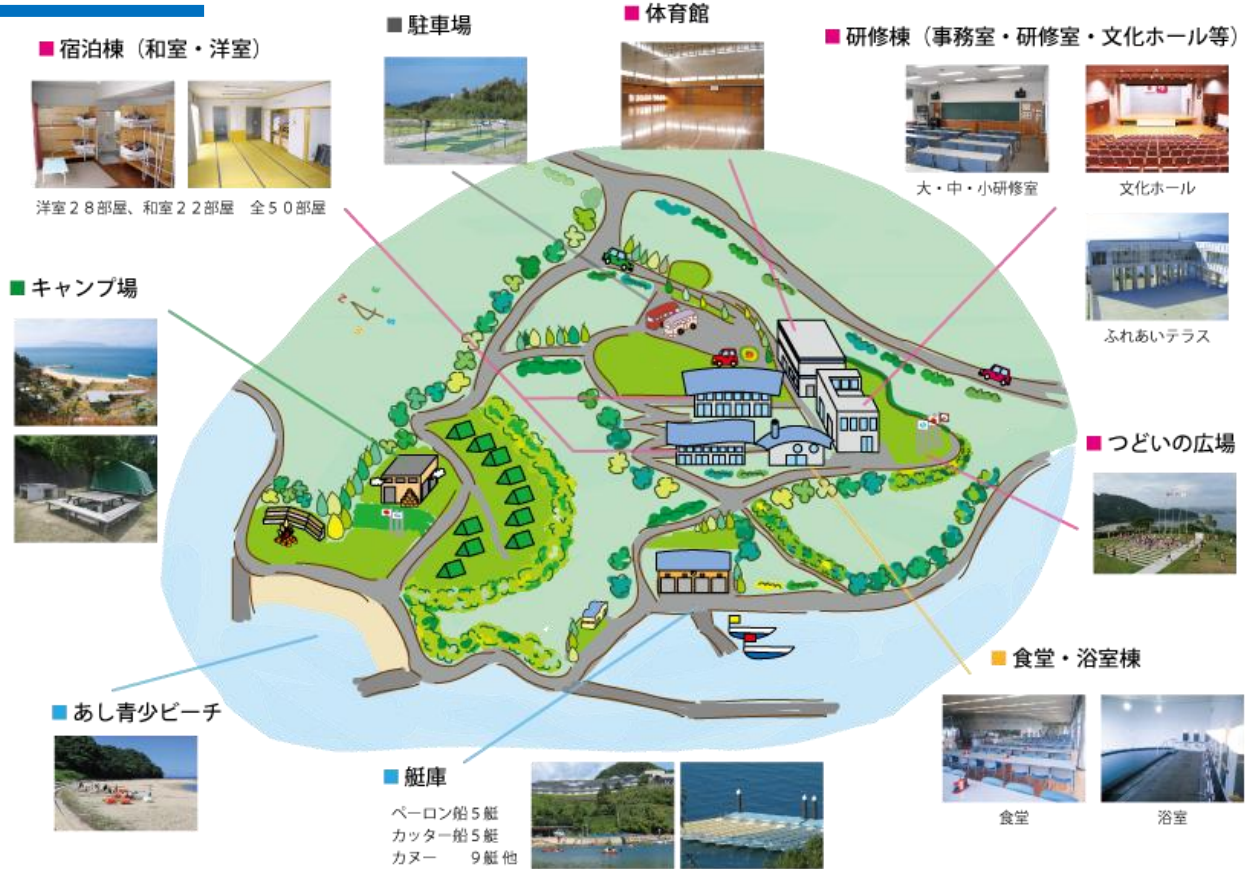 宿泊棟（和室・洋室）
洋室２８部屋、和室２２部屋　全５０部屋
駐車場
体育館
研修棟（事務室・研修室・文化ホール等）
大・中・小研修室
文化ホール
ふれあいテラス
キャンプ場
つどいの広場
食堂・浴室棟
食堂
浴室
あし青少ビーチ
艇庫
ペーロン船５艇
カッター船５艇
カヌー　９艇 他